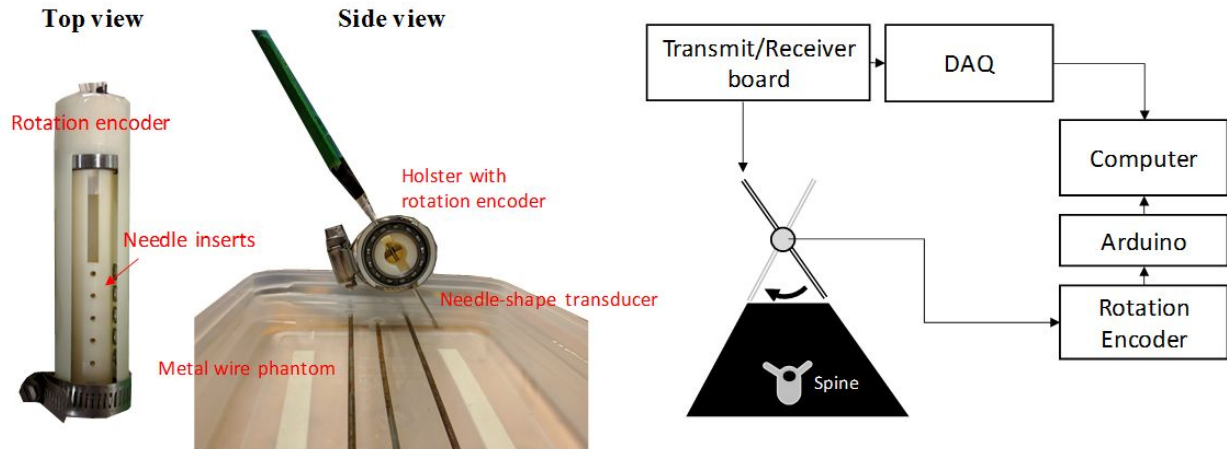 Top view
Side view
Rotation encoder
Needle inserts
Holster with
rotation encoder
Needle-shape transducer
Metal wire phantom
Transmit/Receiver
board
DAQ
Computer
Arduino
Rotation
Encoder
Spine